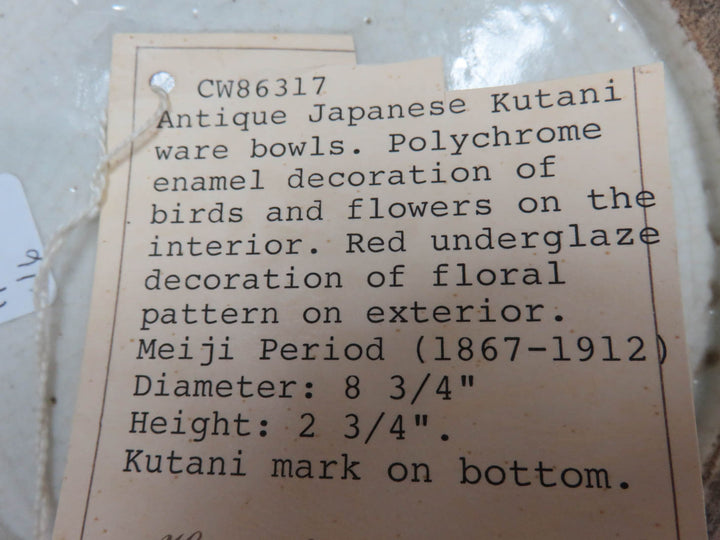 CW86317
Antique Japanese Kutani
ware bowls. Polychrome
enamel decoration of
birds and flowers on the
interior. Red underglaze
decoration of floral
pattern on exterior.
Meiji Period (1867-1912)
Diameter: 8 3/4"
Height: 2 3/4".
Kutani mark on bottom.